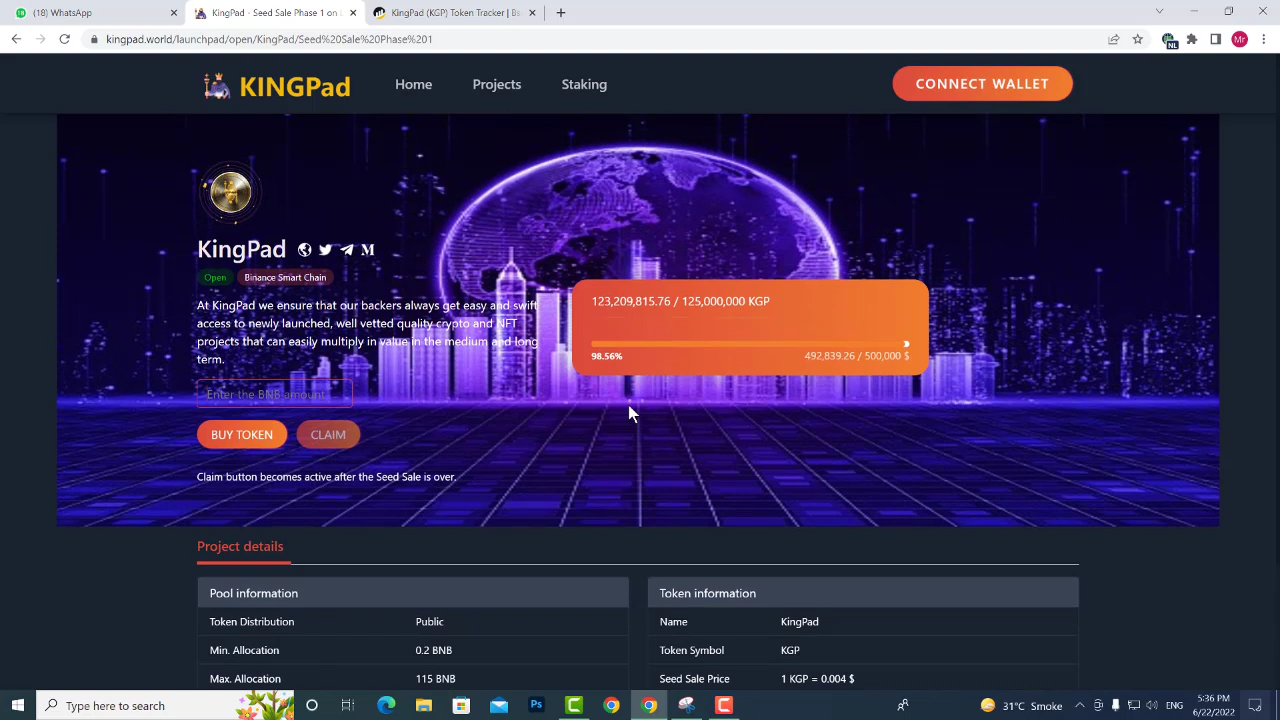 (18) WhatsApp
KingPad - Seed Phase 1 on
KingPad (KGP) Token Tracker | Bs
kingpad.world/launchpad/open/KingPad/Seed%20Sale%20Phase%201
NL
Mr
KINGPad
Home
Projects
Staking
CONNECT WALLET
KingPad
Open
Binance Smart Chain
At KingPad we ensure that our backers always get easy and swift
access to newly launched, well vetted quality crypto and NFT
projects that can easily multiply in value in the medium and long
term.
Enter the BNB amount
BUY TOKEN
CLAIM
Claim button becomes active after the Seed Sale is over.
123,209,815.76 / 125,000,000 KGP
98.56%
492,839.26 / 500,000 $
Project details
Pool information
Token Distribution Public
Min. Allocation 0.2 BNB
Max. Allocation 115 BNB
Token information
Name KingPad
Token Symbol KGP
Seed Sale Price 1 KGP = 0.004 $
Type here to search
Ps
31°C Smoke
ENG
5:36 PM
6/22/2022